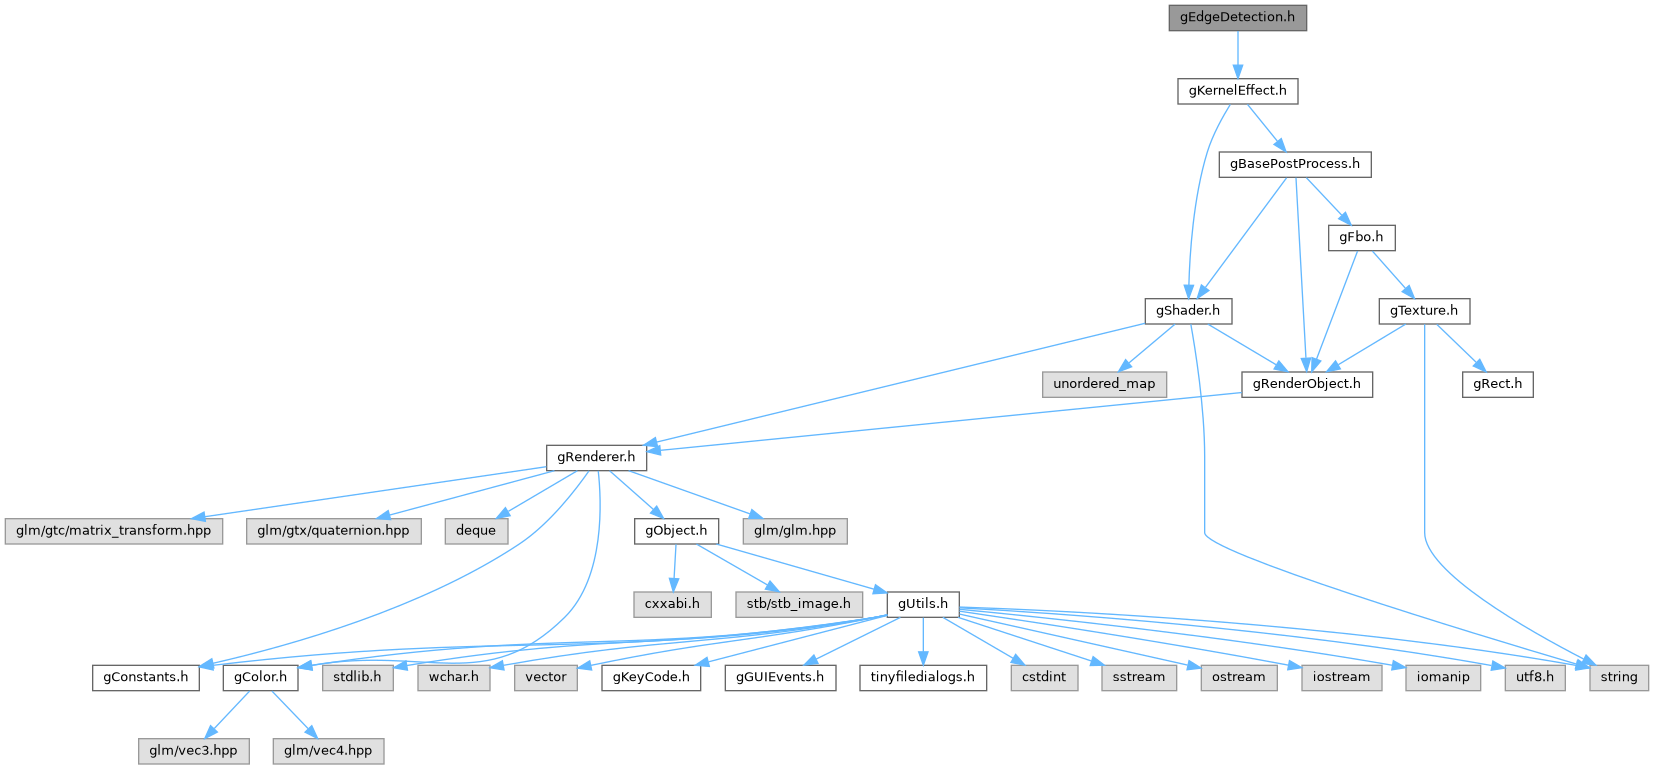 gEdgeDetection.h
gKernelEffect.h
gBasePostProcess.h
gFbo.h
gShader.h
gTexture.h
unordered_map
gRenderObject.h
gRect.h
gRenderer.h
glm/gtc/matrix_transform.hpp
glm/gtx/quaternion.hpp
deque
gObject.h
glm/glm.hpp
cxxabi.h
stb/stb_image.h
gUtils.h
gConstants.h
gColor.h
stdlib.h
wchar.h
vector
gKeyCode.h
gGUIEvents.h
tinyfiledialogs.h
cstdint
sstream
ostream
iostream
iomanip
utf8.h
string
glm/vec3.hpp
glm/vec4.hpp